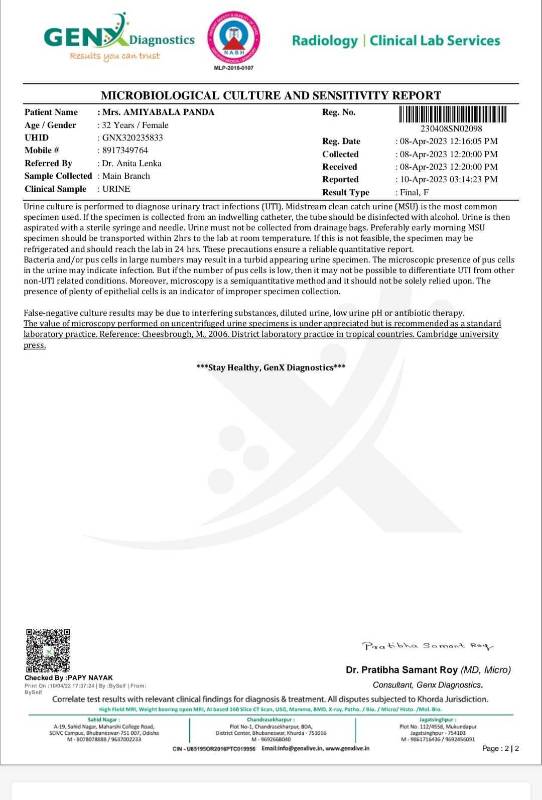 GENX Diagnostics
Results you can trust
NABH
MLP-2018-0107
Radiology | Clinical Lab Services
MICROBIOLOGICAL CULTURE AND SENSITIVITY REPORT
Patient Name : Mrs. AMIYABALA PANDA Reg. No.
Age / Gender : 32 Years / Female 230408SN02098
UHID : GNX320235833 Reg. Date : 08-Apr-2023 12:16:05 PM
Mobile # : 8917349764 Collected : 08-Apr-2023 12:20:00 PM
Referred By : Dr. Anita Lenka Received : 08-Apr-2023 12:20:00 PM
Sample Collected : Main Branch Reported : 10-Apr-2023 03:14:23 PM
Clinical Sample : URINE Result Type : Final, F
Urine culture is performed to diagnose urinary tract infections (UTI). Midstream clean catch urine (MSU) is the most common
specimen used. If the specimen is collected from an indwelling catheter, the tube should be disinfected with alcohol. Urine is then
aspirated with a sterile syringe and needle. Urine must not be collected from drainage bags. Preferably early morning MSU
specimen should be transported within 2hrs to the lab at room temperature. If this is not feasible, the specimen may be
refrigerated and should reach the lab in 24 hrs. These precautions ensure a reliable quantitative report.
Bacteria and/or pus cells in large numbers may result in a turbid appearing urine specimen. The microscopic presence of pus cells
in the urine may indicate infection. But if the number of pus cells is low, then it may not be possible to differentiate UTI from other
non-UTI related conditions. Moreover, microscopy is a semiquantitative method and it should not be solely relied upon. The
presence of plenty of epithelial cells is an indicator of improper specimen collection.
False-negative culture results may be due to interfering substances, diluted urine, low urine pH or antibiotic therapy.
The value of microscopy performed on uncentrifuged urine specimens is under appreciated but is recommended as a standard
laboratory practice. Reference: Cheesbrough, M., 2006. District laboratory practice in tropical countries. Cambridge university
press.
***Stay Healthy, GenX Diagnostics***
Pratibha Samant Roy
Dr. Pratibha Samant Roy (MD, Micro)
Consultant, Genx Diagnostics.
Checked By :PAPY NAYAK
By:BySelf | From:
BySelf
Correlate test results with relevant clinical findings for diagnosis & treatment. All disputes subjected to Khorda Jurisdiction.
High Field MRI, Weight bearing upon MRI, AI based 160 Slice CT Scan, USG, Mammo, BMD, X-ray, Patho. / Bio. / Micro/ Histo. /Mol. Bio.
Sahid Nagar : Chandrasekharpur : Jagatsinghpur :
A-19, Sahid Nagar, Maharshi College Road, Plot No-1, Chandrasekharpur, BDA, Plot No. 112/4558, Mukundapur
SCIVC Campus, Bhubaneswar-751 007, Odisha District Center, Bhubaneswar, Khurda - 751016 Jagatsinghpur - 754103
M - 9078078888 / 9637002233 M - 9692668040 M - 9861716436 / 9692456091
Email:info@genxlive.in, www.genxlive.in
Page : 2 | 2